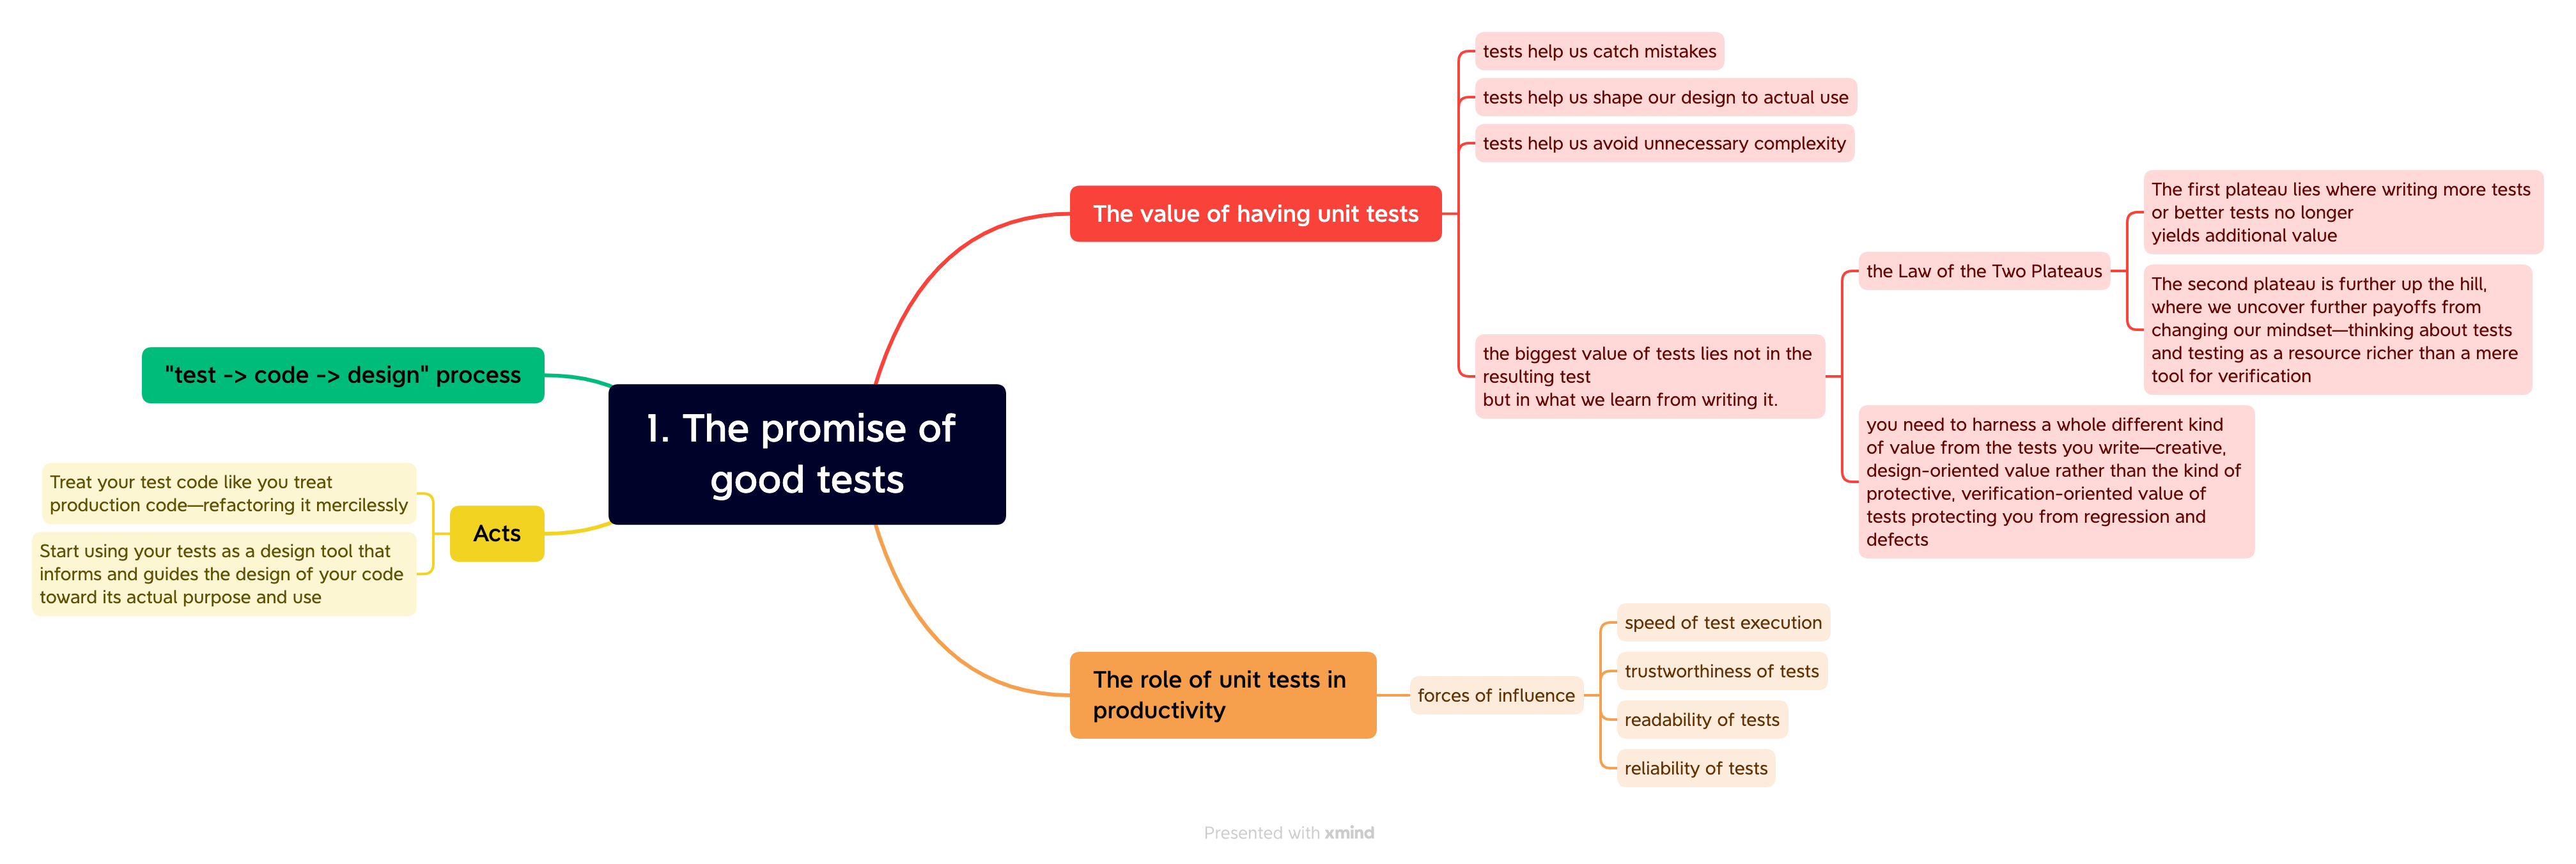 1. The promise of
good tests
The value of having unit tests
tests help us catch mistakes
tests help us shape our design to actual use
tests help us avoid unnecessary complexity
the biggest value of tests lies not in the
resulting test
but in what we learn from writing it.
the Law of the Two Plateaus
The first plateau lies where writing more tests
or better tests no longer
yields additional value
The second plateau is further up the hill,
where we uncover further payoffs from
changing our mindset—thinking about tests
and testing as a resource richer than a mere
tool for verification
you need to harness a whole different kind
of value from the tests you write—creative,
design-oriented value rather than the kind of
protective, verification-oriented value of
tests protecting you from regression and
defects
The role of unit tests in
productivity
forces of influence
speed of test execution
trustworthiness of tests
readability of tests
reliability of tests
"test -> code -> design" process
Acts
Treat your test code like you treat
production code—refactoring it mercilessly
Start using your tests as a design tool that
informs and guides the design of your code
toward its actual purpose and use
Presented with xmind